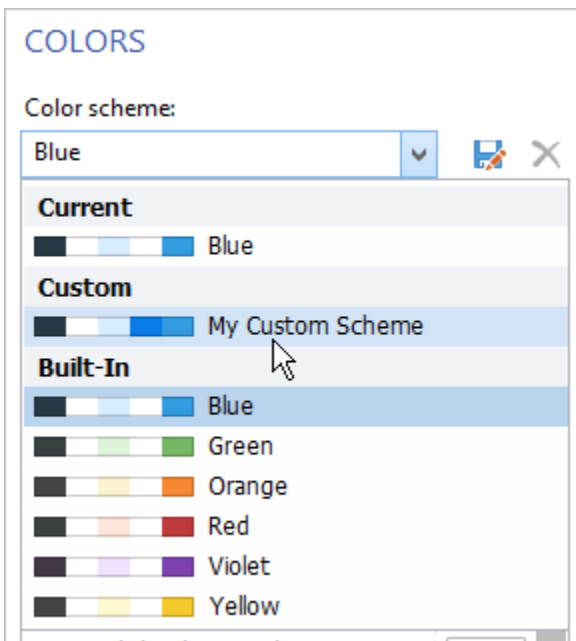 COLORS
Color scheme:
Blue
Current
Blue
Custom
My Custom Scheme
Built-In
Blue
Green
Orange
Red
Violet
Yellow